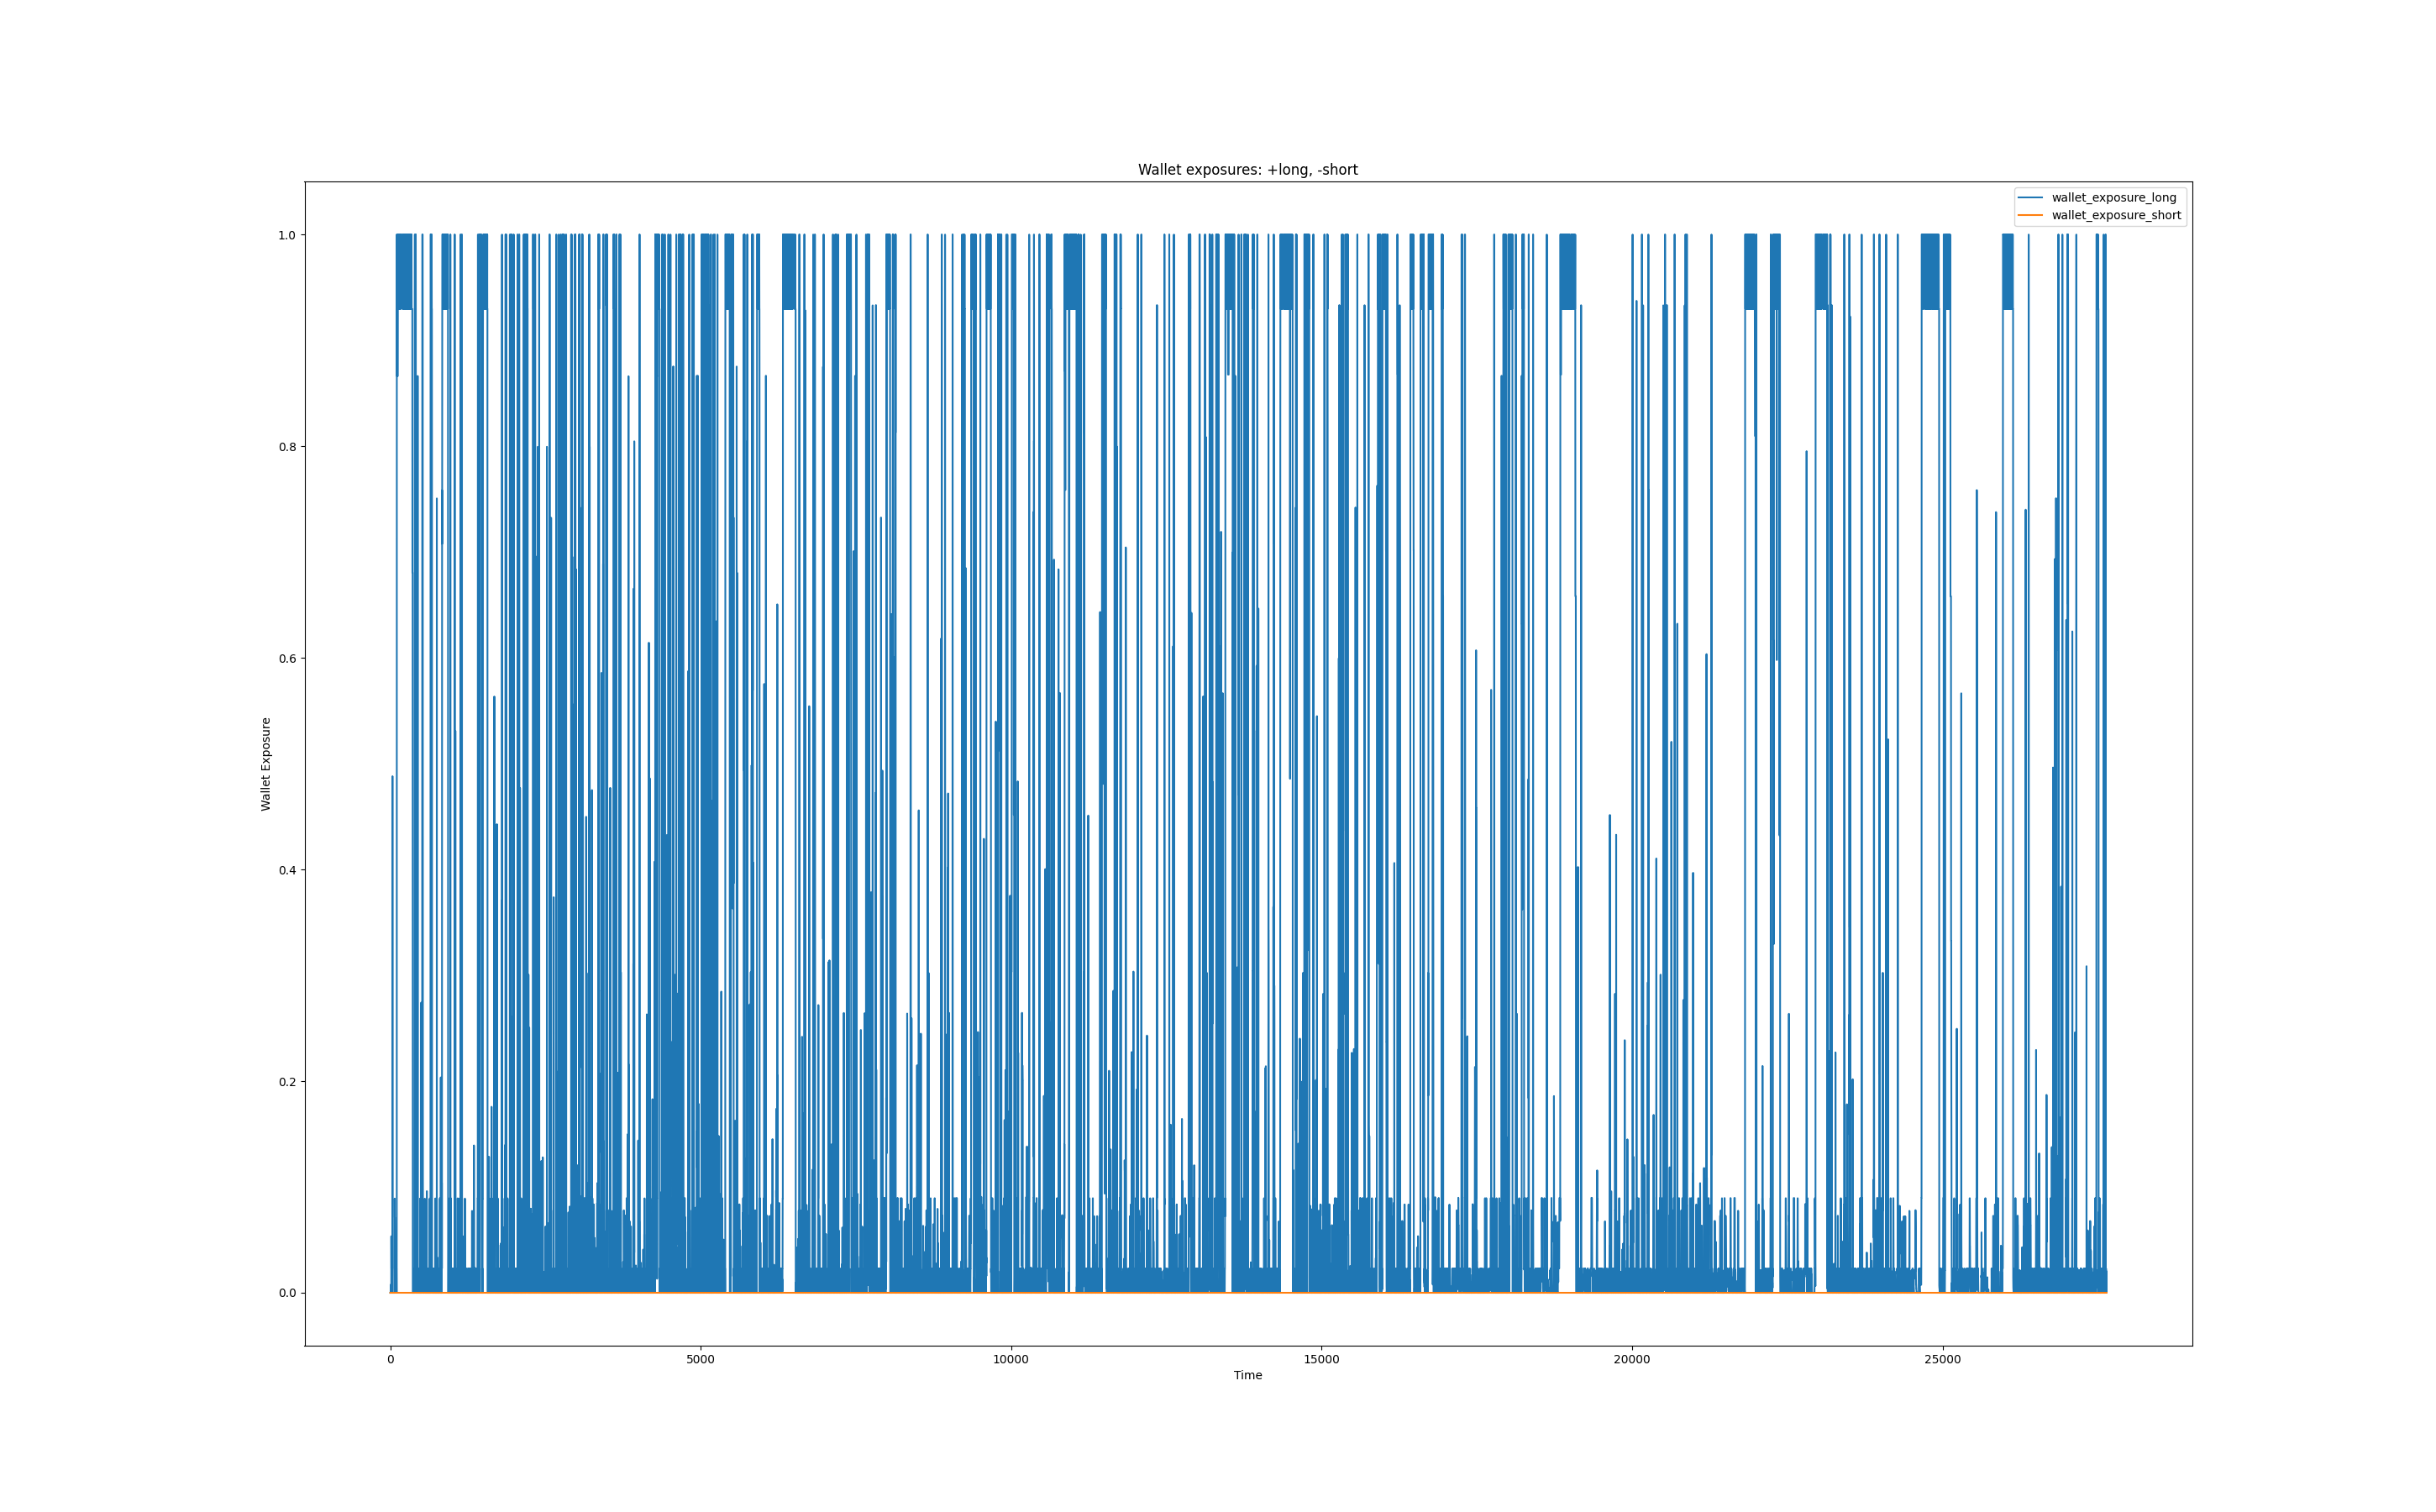 Wallet exposures: +long, -short
wallet_exposure_long
wallet_exposure_short
1.0
0.8
0.6
0.4
0.2
0.0
Wallet Exposure
0 5000 10000 15000 20000 25000
Time